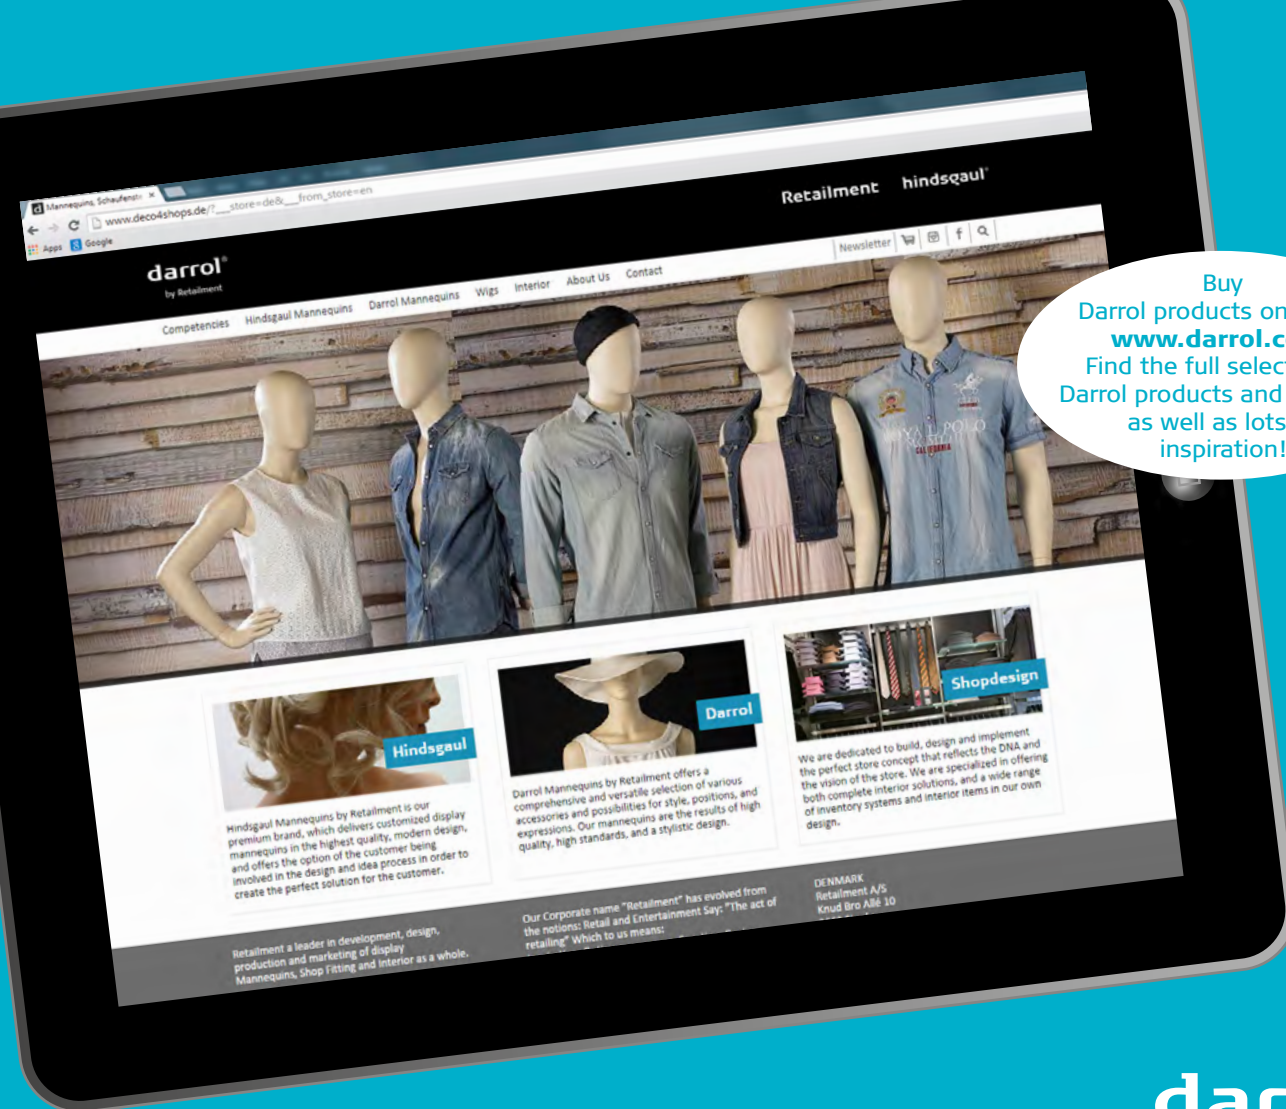 Mannequins, Schaufenst
www.deco4shops.de/?___store=de&___from_store=en
Apps Google
darrol®
by Retailment
Retailment hindsgaul®
Newsletter
Competencies Hindsgaul Mannequins Darrol Mannequins Wigs Interior About Us Contact
Buy
Darrol products on
www.darrol.c
Find the full selec
Darrol products and
as well as lots
inspiration!
ROYAL POLO
CALIFORNIA
Hindsgaul
Hindsgaul Mannequins by Retailment is our
premium brand, which delivers customized display
mannequins in the highest quality, modern design,
and offers the option of the customer being
involved in the design and idea process in order to
create the perfect solution for the customer.
Darrol
Darrol Mannequins by Retailment offers a
comprehensive and versatile selection of various
accessories and possibilities for style, positions, and
expressions. Our mannequins are the results of high
quality, high standards, and a stylistic design.
Shopdesign
We are dedicated to build, design and implement
the perfect store concept that reflects the DNA and
the vision of the store. We are specialized in offering
both complete interior solutions, and a wide range
of inventory systems and interior items in our own
design.
Retailment a leader in development, design,
production and marketing of display
Mannequins, Shop Fitting and Interior as a whole.
Our Corporate name "Retailment" has evolved from
the notions: Retail and Entertainment Say: "The act of
retailing" Which to us means:
DENMARK
Retailment A/S
Knud Bro Allé 10
dar